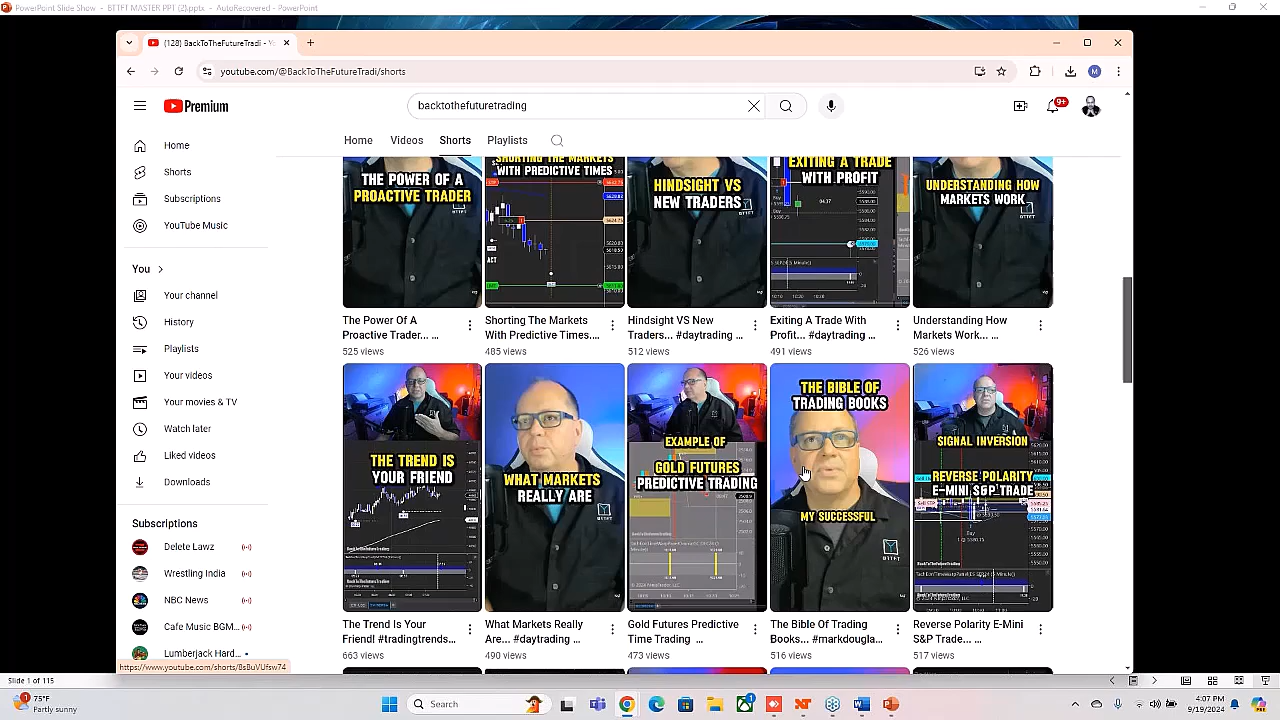 PowerPoint Slide Show - BTTFT MASTER PPT (2).pptx - AutoRecovered - PowerPoint
(128) BackToTheFutureTradi - Yo
youtube.com/@BackToTheFutureTradi/shorts
Premium
backtothefuturetrading
9+
Home
Shorts
Subscriptions
YouTube Music
You
Your channel
History
Playlists
Your videos
Your movies & TV
Watch later
Liked videos
Downloads
Subscriptions
Delete Lawz
Wrestling In Re
NBC News
Cafe Music BGM...
Lumberjack Hard...
Home
Videos
Shorts
Playlists
THE POWER OF A
PROACTIVE TRADER
SHORTING THE MARKETS
WITH PREDICTIVE TIMES
HINDSIGHT VS
NEW TRADERS
EXITING A TRADE
WITH PROFIT
UNDERSTANDING HOW
MARKETS WORK
The Power Of A
Proactive Trader... ...
525 views
Shorting The Markets
With Predictive Times....
485 views
Hindsight VS New
Traders... #daytrading ...
512 views
Exiting A Trade With
Profit... #daytrading ...
491 views
Understanding How
Markets Work... ...
526 views
THE TREND IS
YOUR FRIEND
WHAT MARKETS
REALLY ARE
EXAMPLE OF
GOLD FUTURES
PREDICTIVE TRADING
THE BIBLE OF
TRADING BOOKS
MY SUCCESSFUL
BTTFT
SIGNAL INVERSION
REVERSE POLARITY
E-MINI S&P TRADE
The Trend Is Your
Friend! #tradingtrends...
663 views
What Markets Really
Are... #daytrading ...
490 views
Gold Futures Predictive
Time Trading ...
473 views
The Bible Of Trading
Books... #markdougla...
516 views
Reverse Polarity E-Mini
S&P Trade... ...
517 views
https://www.youtube.com/shorts/BsBuVUfsw74
Slide 1 of 115
75°F
Partly sunny
Search
4:07 PM
9/19/2024